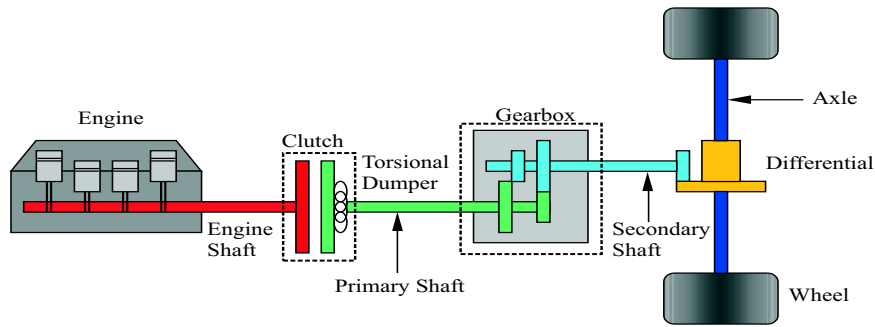 Engine
Clutch
Torsional
Dumper
Gearbox
Axle
Differential
Engine
Shaft
Primary Shaft
Secondary
Shaft
Wheel